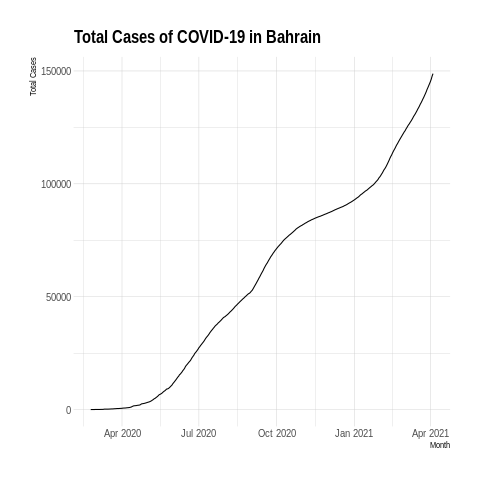 Total Cases of COVID-19 in Bahrain
Total Cases
150000
100000
50000
0
Apr 2020 Jul 2020 Oct 2020 Jan 2021 Apr 2021
Month